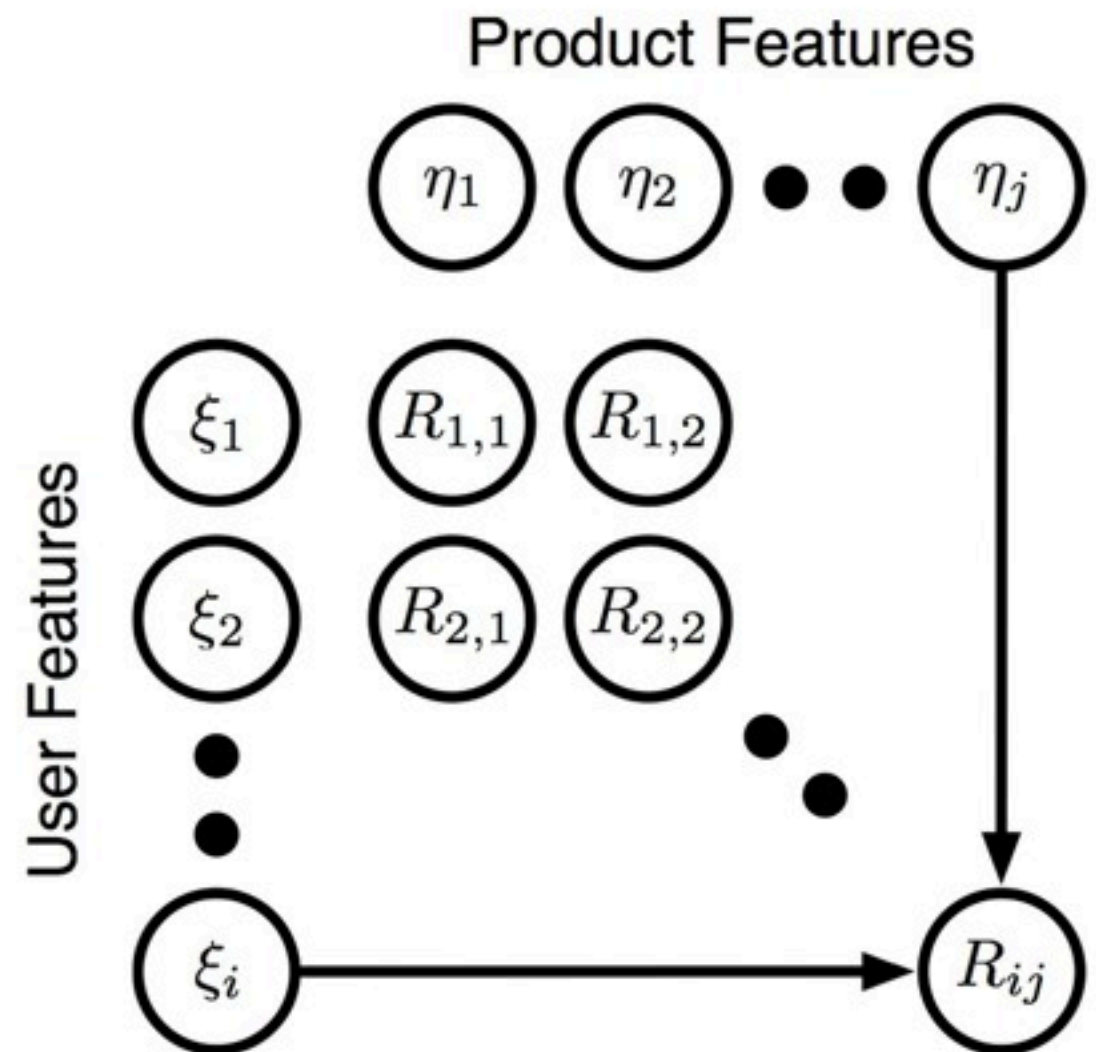 Product Features
η₁ η₂ ηⱼ
ξ₁ R₁,₁ R₁,₂
User Features
ξ₂ R₂,₁ R₂,₂
ξᵢ Rᵢⱼ